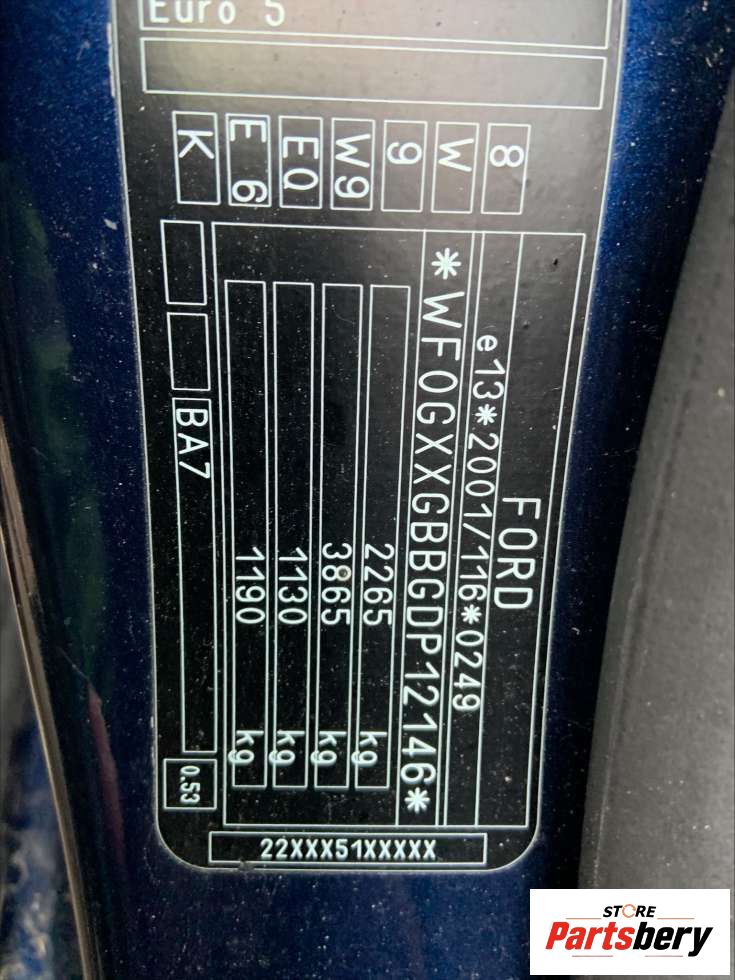 Euro 5
8
W
9
W9
EQ
E6
K
FORD
e13*2001/116*0249
*WF0GXXGBBGDP12146*
2265 kg
3865 kg
1130 kg
1190 kg
BA7
0.53
22XXX51XXXXX
STORE
Partsbery